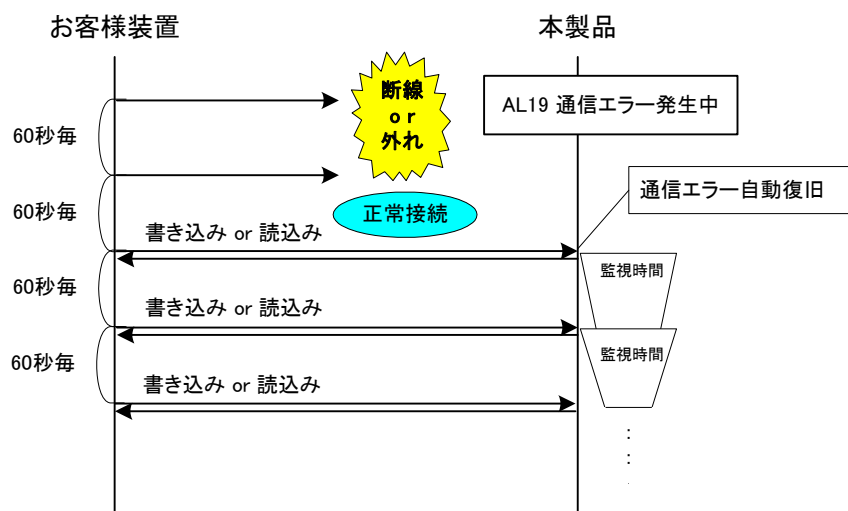 お客様装置
本製品
断線
or
外れ
AL19 通信エラー発生中
60秒毎
60秒毎
正常接続
通信エラー自動復旧
書き込み or 読込み
監視時間
60秒毎
書き込み or 読込み
監視時間
60秒毎
書き込み or 読込み